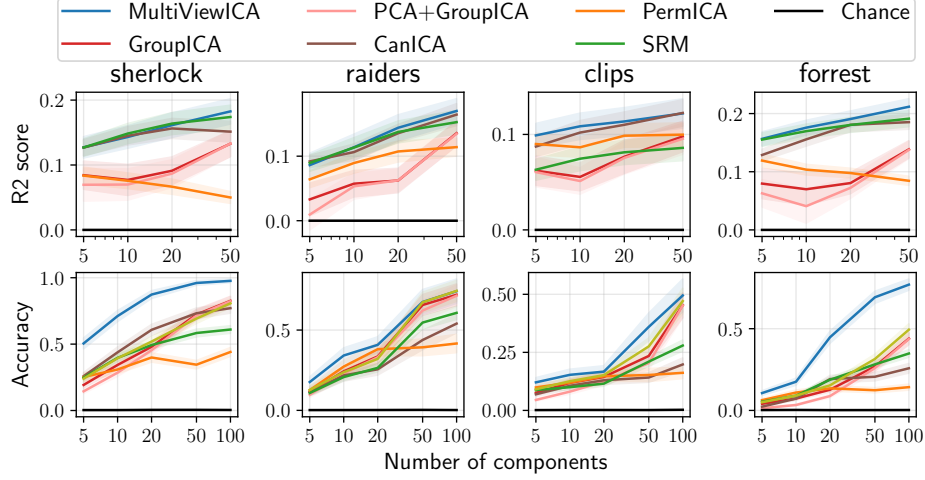 MultiViewICA PCA+GroupICA PermICA Chance
GroupICA CanICA SRM
sherlock raiders clips forrest
R2 score
0.2
0.1
0.0
5 10 20 50
0.1
0.0
5 10 20 50
0.1
0.0
5 10 20 50
0.2
0.1
0.0
5 10 20 50
Accuracy
1.0
0.5
0.0
5 10 20 50 100
0.5
0.0
5 10 20 50 100
0.50
0.25
0.00
5 10 20 50 100
0.5
0.0
5 10 20 50 100
Number of components